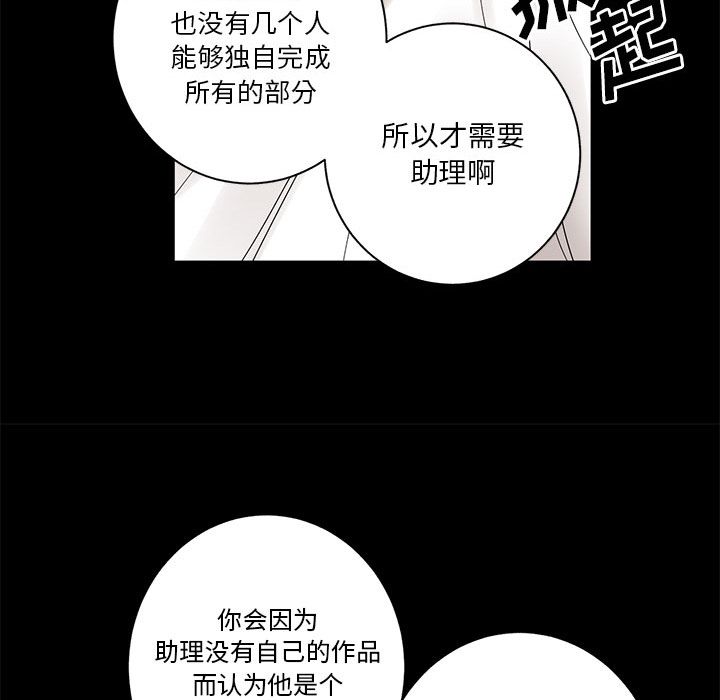 也没有几个人
能够独自完成
所有的部分
所以才需要
助理啊
起
你会因为
助理没有自己的作品
而认为他是个